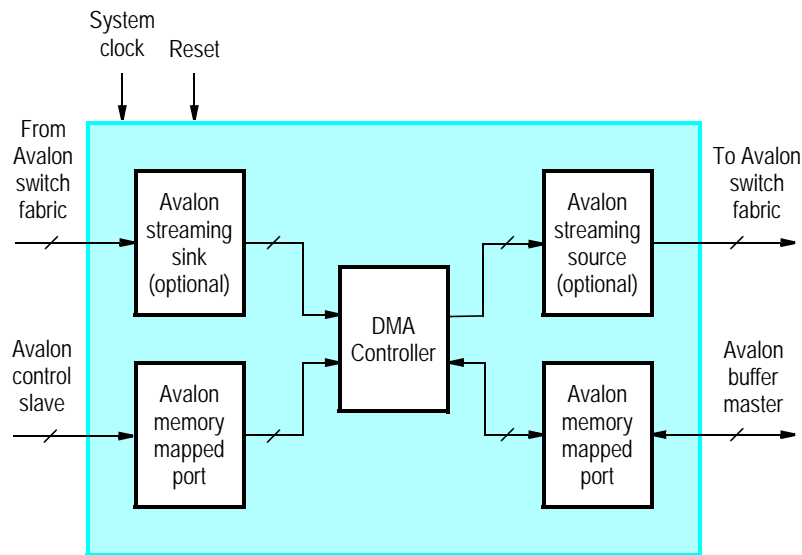 System
clock
Reset
From
Avalon
switch
fabric
To Avalon
switch
fabric
Avalon
streaming
sink
(optional)
Avalon
streaming
source
(optional)
DMA
Controller
Avalon
control
slave
Avalon
memory
mapped
port
Avalon
memory
mapped
port
Avalon
buffer
master